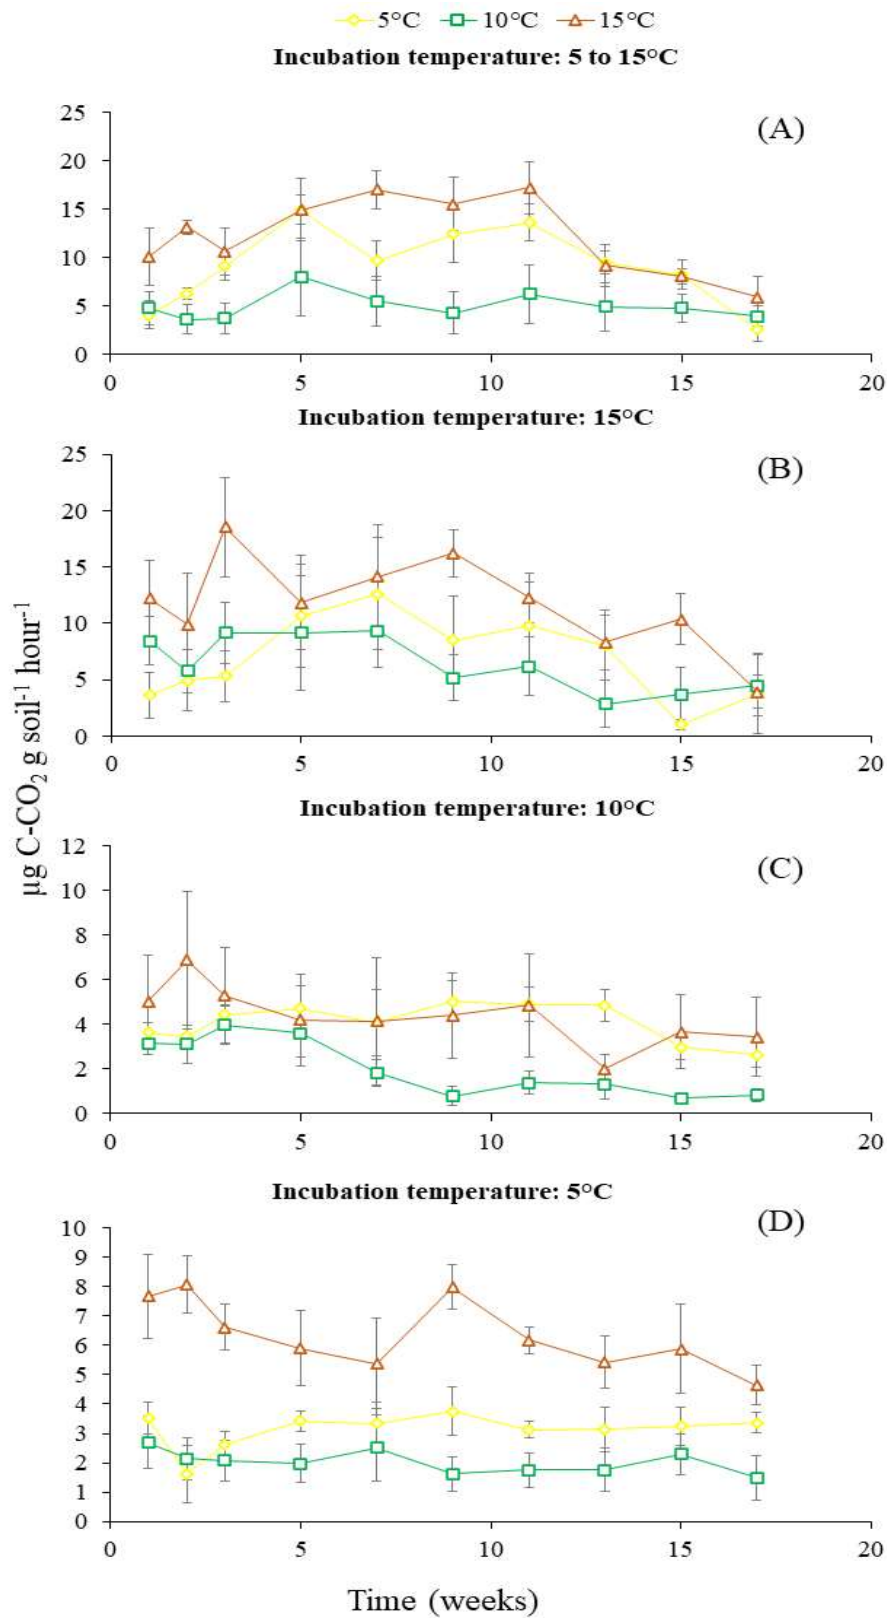 5°C 10°C 15°C
Incubation temperature: 5 to 15°C
(A)
25
20
15
10
5
0
0 5 10 15 20
Incubation temperature: 15°C
(B)
25
20
15
10
5
0
0 5 10 15 20
µg C-CO₂ g soil⁻¹ hour⁻¹
Incubation temperature: 10°C
(C)
12
10
8
6
4
2
0
0 5 10 15 20
Incubation temperature: 5°C
(D)
10
9
8
7
6
5
4
3
2
1
0
0 5 10 15 20
Time (weeks)